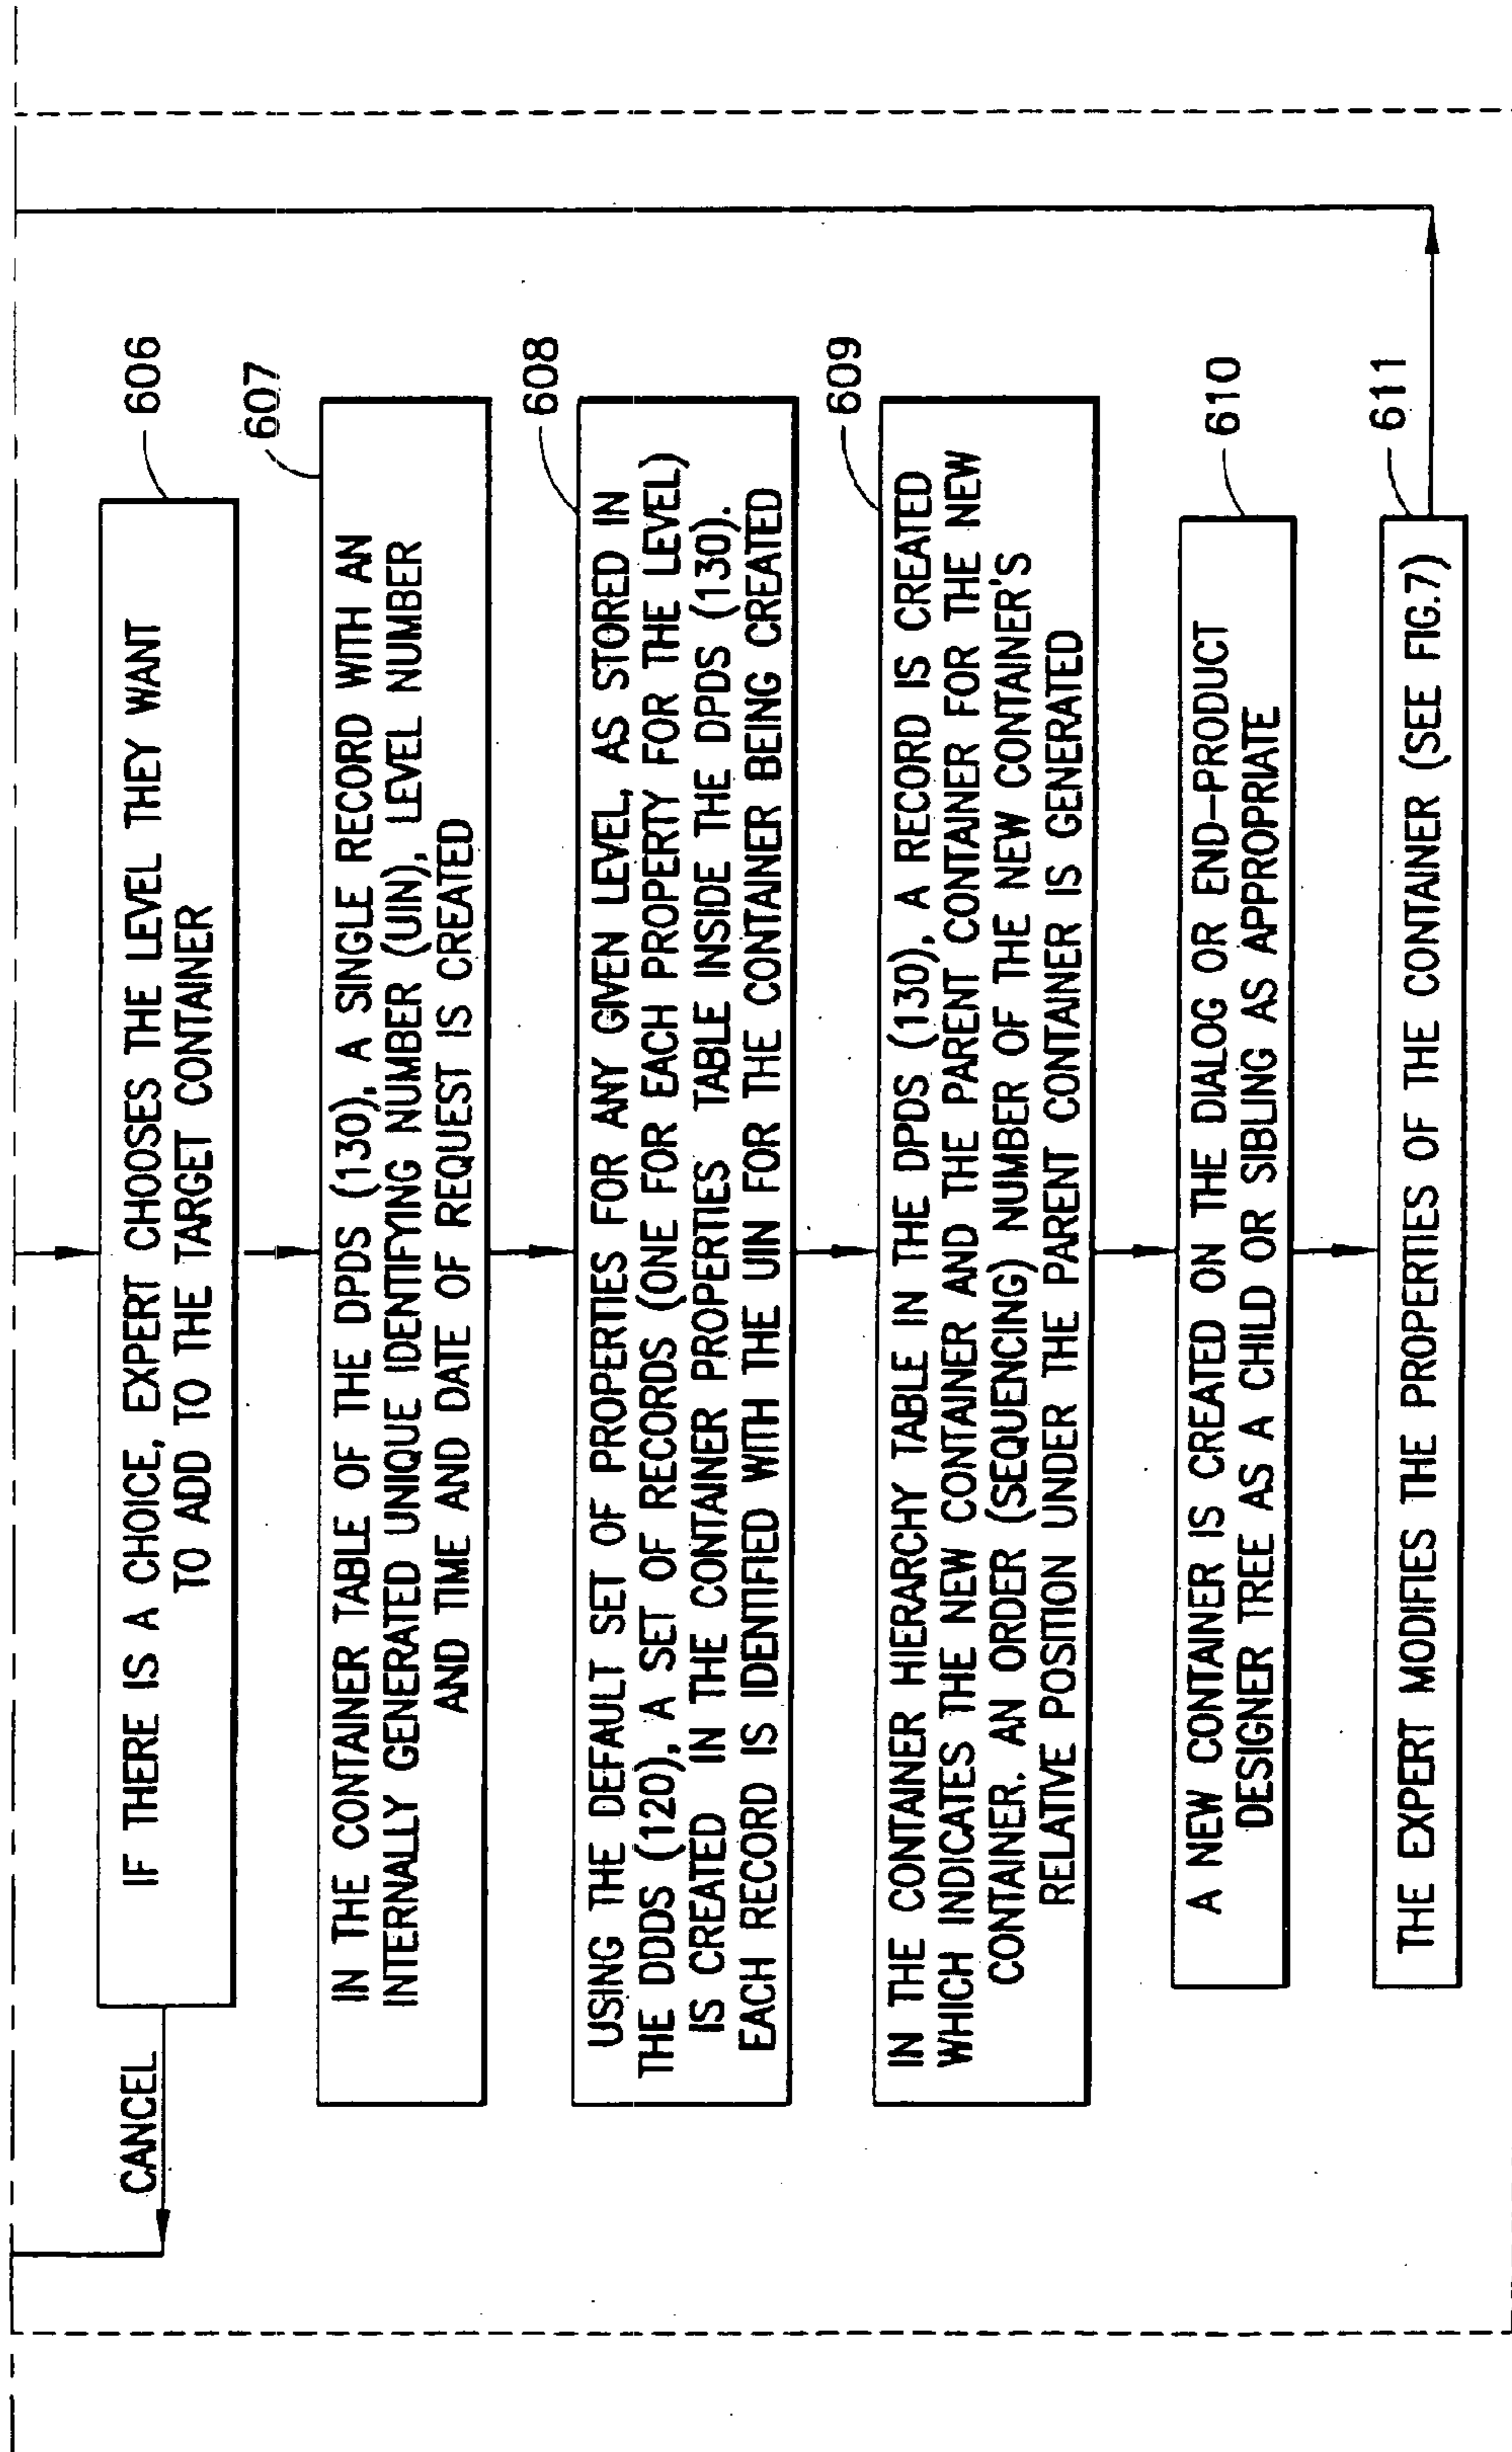 CANCEL
IF THERE IS A CHOICE, EXPERT CHOOSES THE LEVEL THEY WANT
TO ADD TO THE TARGET CONTAINER
606
IN THE CONTAINER TABLE OF THE DPDS (130), A SINGLE RECORD WITH AN
INTERNALLY GENERATED UNIQUE IDENTIFYING NUMBER (UIN), LEVEL NUMBER
AND TIME AND DATE OF REQUEST IS CREATED
607
USING THE DEFAULT SET OF PROPERTIES FOR ANY GIVEN LEVEL, AS STORED IN
THE DDDS (120), A SET OF RECORDS (ONE FOR EACH PROPERTY FOR THE LEVEL)
IS CREATED IN THE CONTAINER PROPERTIES TABLE INSIDE THE DPDS (130).
EACH RECORD IS IDENTIFIED WITH THE UIN FOR THE CONTAINER BEING CREATED
608
IN THE CONTAINER HIERARCHY TABLE IN THE DPDS (130), A RECORD IS CREATED
WHICH INDICATES THE NEW CONTAINER AND THE PARENT CONTAINER FOR THE NEW
CONTAINER. AN ORDER (SEQUENCING) NUMBER OF THE NEW CONTAINER'S
RELATIVE POSITION UNDER THE PARENT CONTAINER IS GENERATED
609
A NEW CONTAINER IS CREATED ON THE DIALOG OR END-PRODUCT
DESIGNER TREE AS A CHILD OR SIBLING AS APPROPRIATE
610
THE EXPERT MODIFIES THE PROPERTIES OF THE CONTAINER (SEE FIG.7)
611